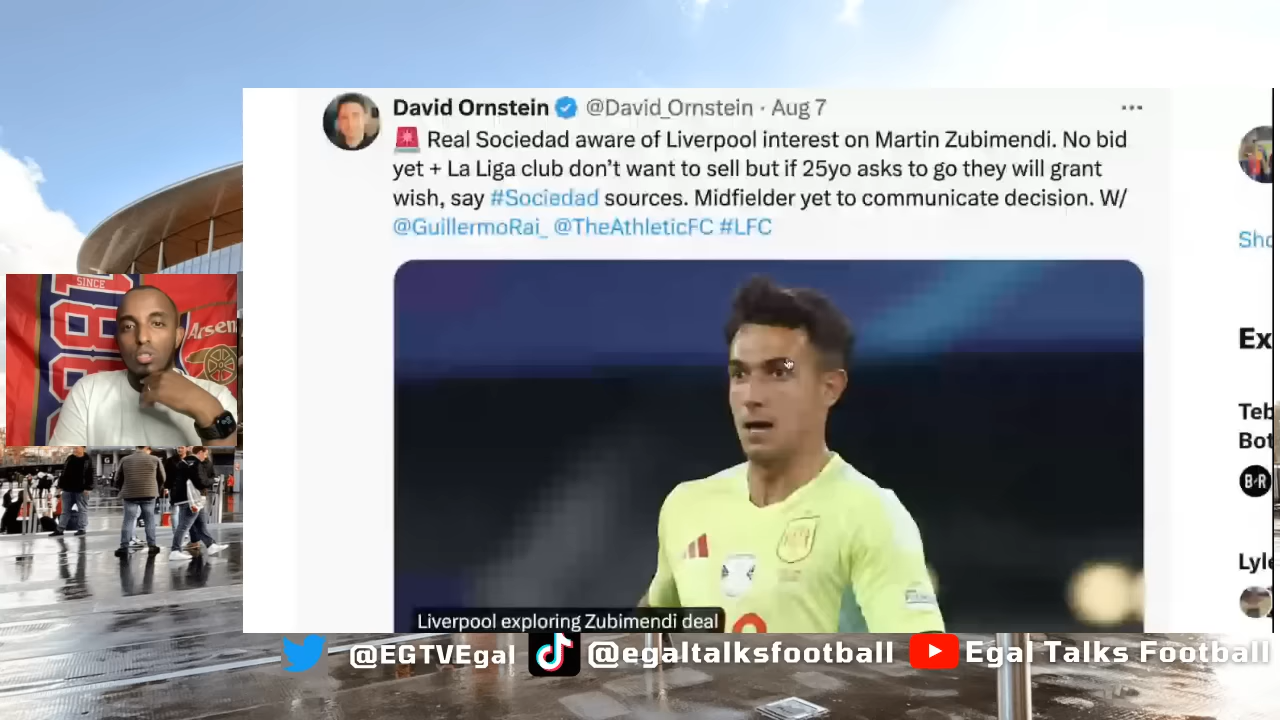 David Ornstein @David_Ornstein · Aug 7
🚨 Real Sociedad aware of Liverpool interest on Martin Zubimendi. No bid
yet + La Liga club don’t want to sell but if 25yo asks to go they will grant
wish, say #Sociedad sources. Midfielder yet to communicate decision. W/
@GuillermoRai_ @TheAthleticFC #LFC
Liverpool exploring Zubimendi deal
SINCE
Arsen
Sho
Ex
Teb
Bot
B/R
Lyle
@EGTVEgal
@egaltalksfootball
Egal Talks Football